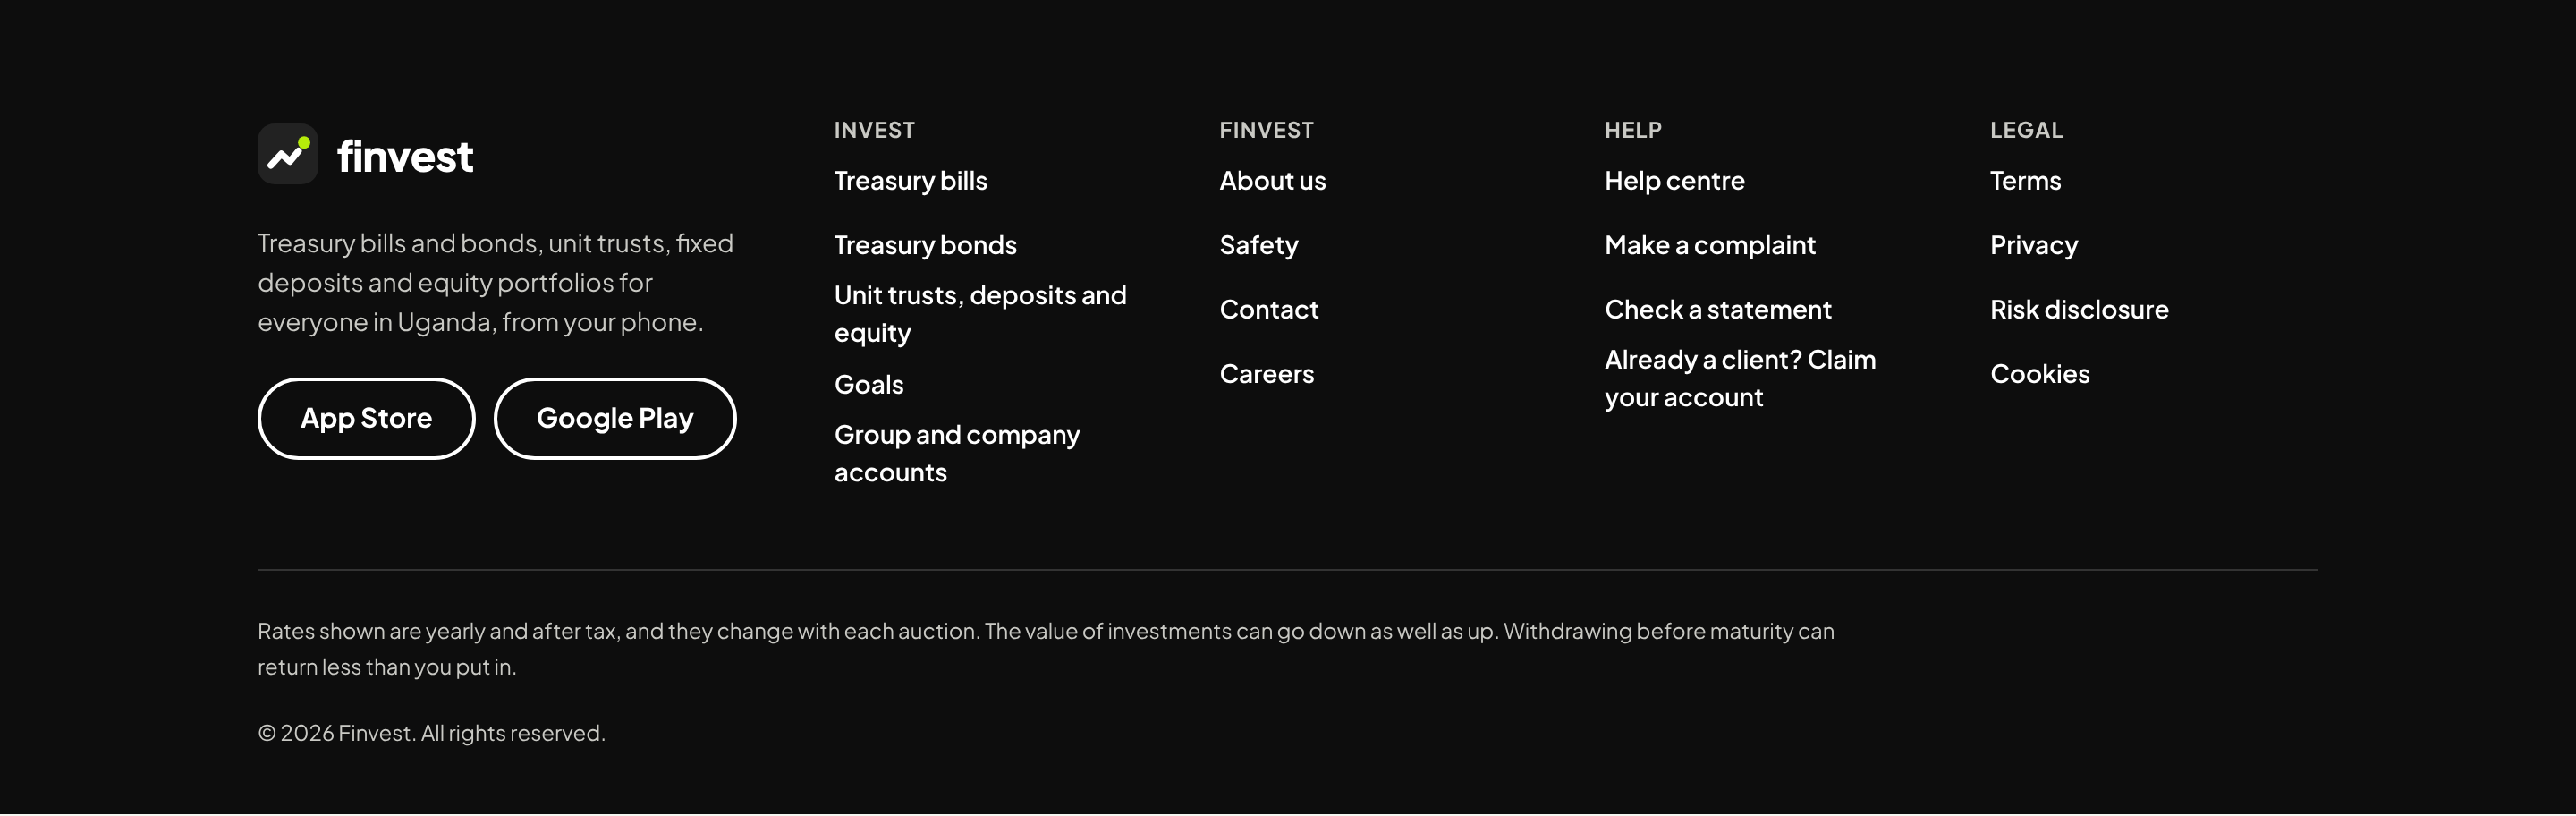 finvest
Treasury bills and bonds, unit trusts, fixed
deposits and equity portfolios for
everyone in Uganda, from your phone.
App Store
Google Play
INVEST
Treasury bills
Treasury bonds
Unit trusts, deposits and
equity
Goals
Group and company
accounts
FINVEST
About us
Safety
Contact
Careers
HELP
Help centre
Make a complaint
Check a statement
Already a client? Claim
your account
LEGAL
Terms
Privacy
Risk disclosure
Cookies
Rates shown are yearly and after tax, and they change with each auction. The value of investments can go down as well as up. Withdrawing before maturity can
return less than you put in.
© 2026 Finvest. All rights reserved.